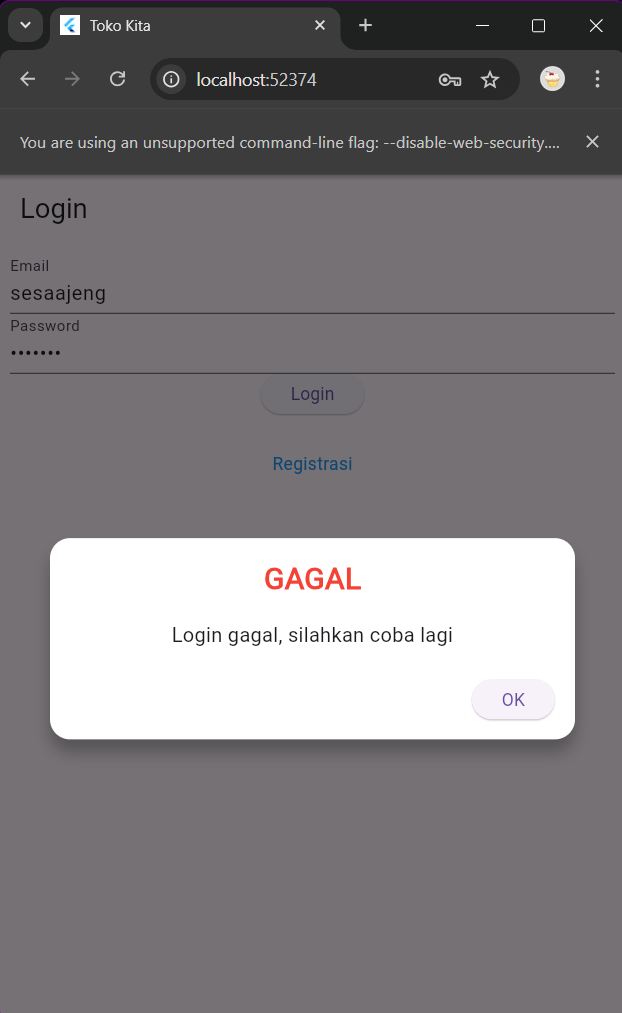 Toko Kita
localhost:52374
You are using an unsupported command-line flag: --disable-web-security....
Login
Email
sesaajeng
Password
•••••••
Login
Registrasi
GAGAL
Login gagal, silahkan coba lagi
OK